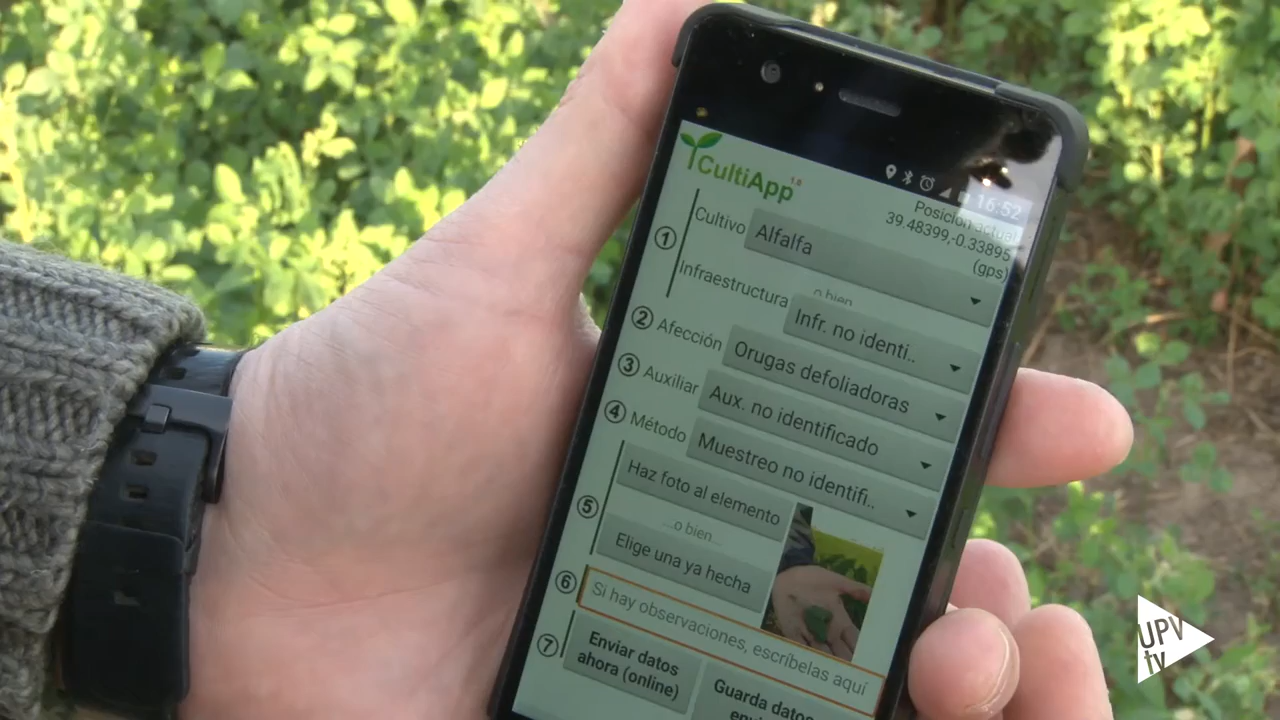 CultiApp 1.0
16:52
Posición actual
39.48399,-0.33895
(gps)
1
Cultivo
Alfalfa
o bien
Infraestructura
Infr. no identi..
2
Afección
Orugas defoliadoras
3
Auxiliar
Aux. no identificado
4
Método
Muestreo no identifi..
5
Haz foto al elemento
...o bien...
Elige una ya hecha
6
Si hay observaciones, escríbelas aquí
7
Enviar datos
ahora (online)
Guarda datos
UPV
tv